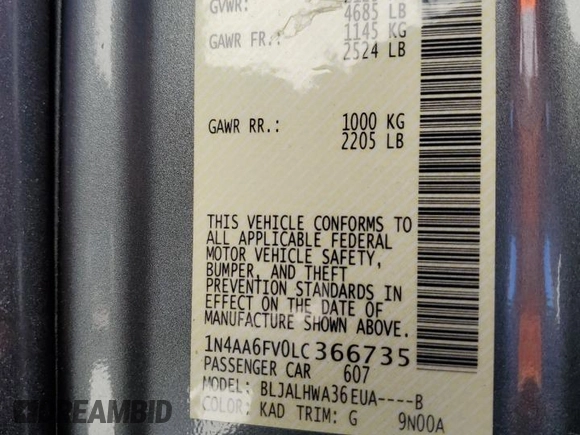 GVWR:
4685 LB
GAWR FR.: 1145 KG
2524 LB
GAWR RR.: 1000 KG
2205 LB
THIS VEHICLE CONFORMS TO
ALL APPLICABLE FEDERAL
MOTOR VEHICLE SAFETY,
BUMPER, AND THEFT
PREVENTION STANDARDS IN
EFFECT ON THE DATE OF
MANUFACTURE SHOWN ABOVE.
1N4AA6FV0LC366735
PASSENGER CAR 607
MODEL: BLJALHWA36EUA----B
COLOR: KAD TRIM: G 9N00A
RIDEMBID